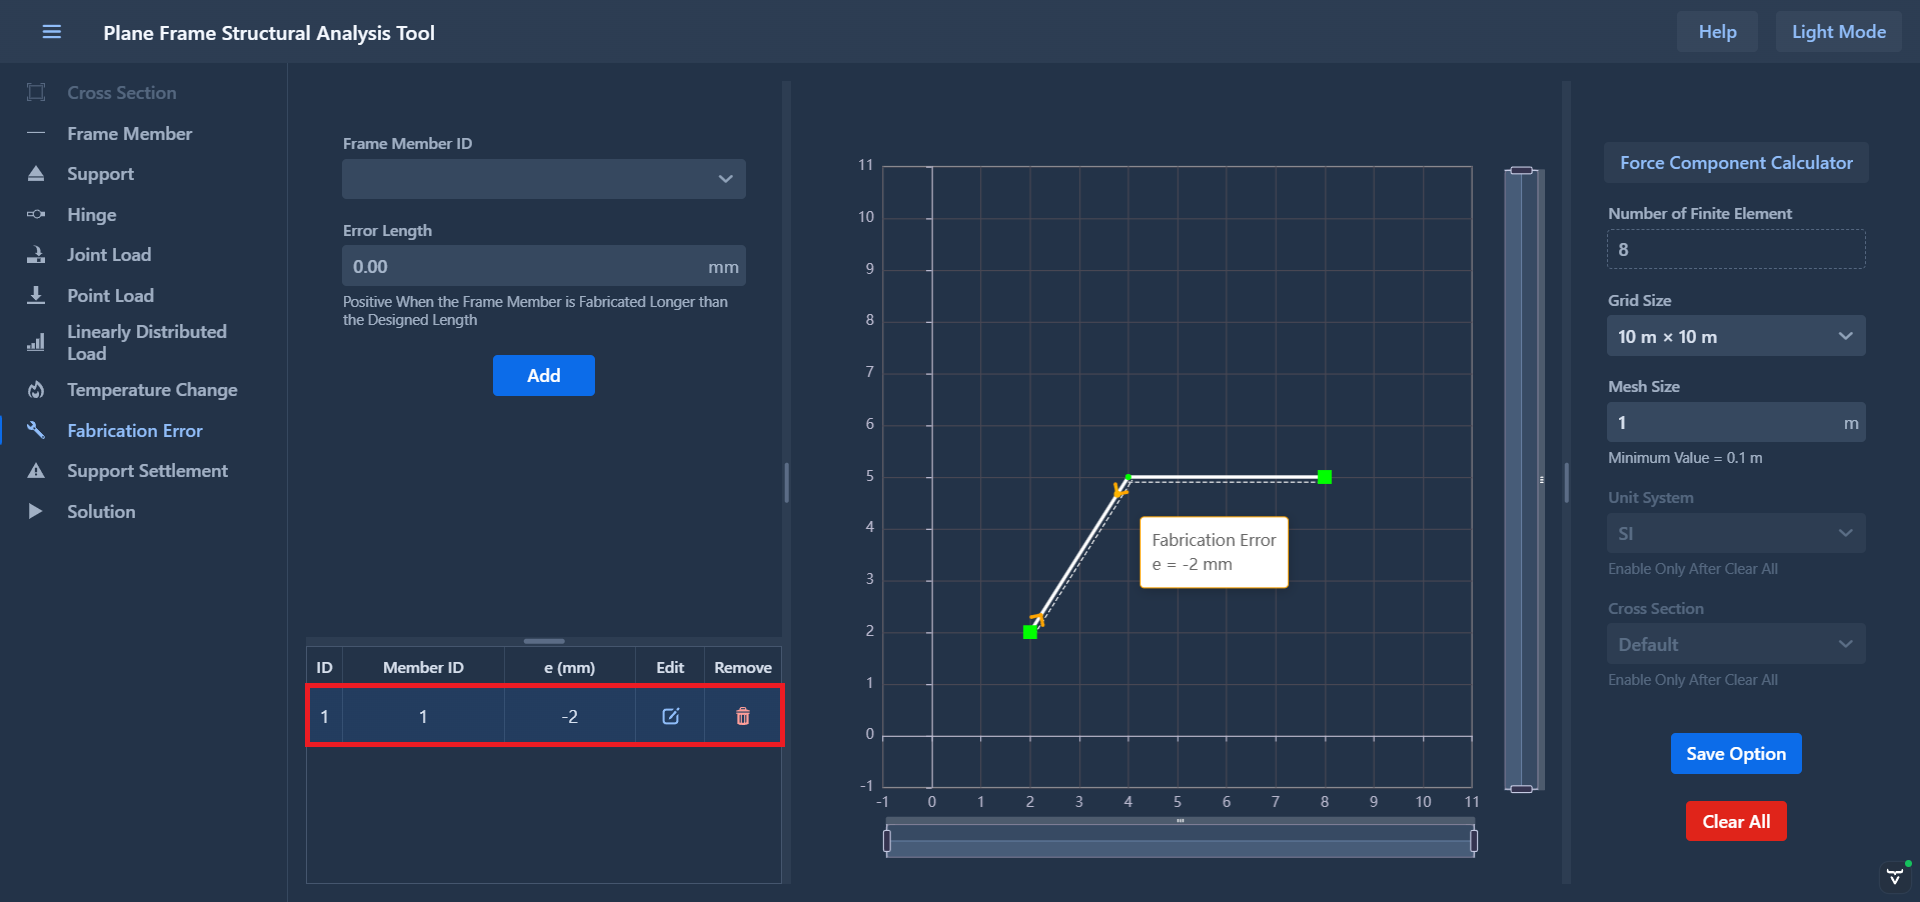 Plane Frame Structural Analysis Tool
Help
Light Mode
Cross Section
Frame Member
Support
Hinge
Joint Load
Point Load
Linearly Distributed
Load
Temperature Change
Fabrication Error
Support Settlement
Solution
Frame Member ID
Error Length
0.00 mm
Positive When the Frame Member is Fabricated Longer than
the Designed Length
Add
ID Member ID e (mm) Edit Remove
1 1 -2
11
10
9
8
7
6
5
4
3
2
1
0
-1
-1 0 1 2 3 4 5 6 7 8 9 10 11
Fabrication Error
e = -2 mm
Force Component Calculator
Number of Finite Element
8
Grid Size
10 m × 10 m
Mesh Size
1 m
Minimum Value = 0.1 m
Unit System
SI
Enable Only After Clear All
Cross Section
Default
Enable Only After Clear All
Save Option
Clear All